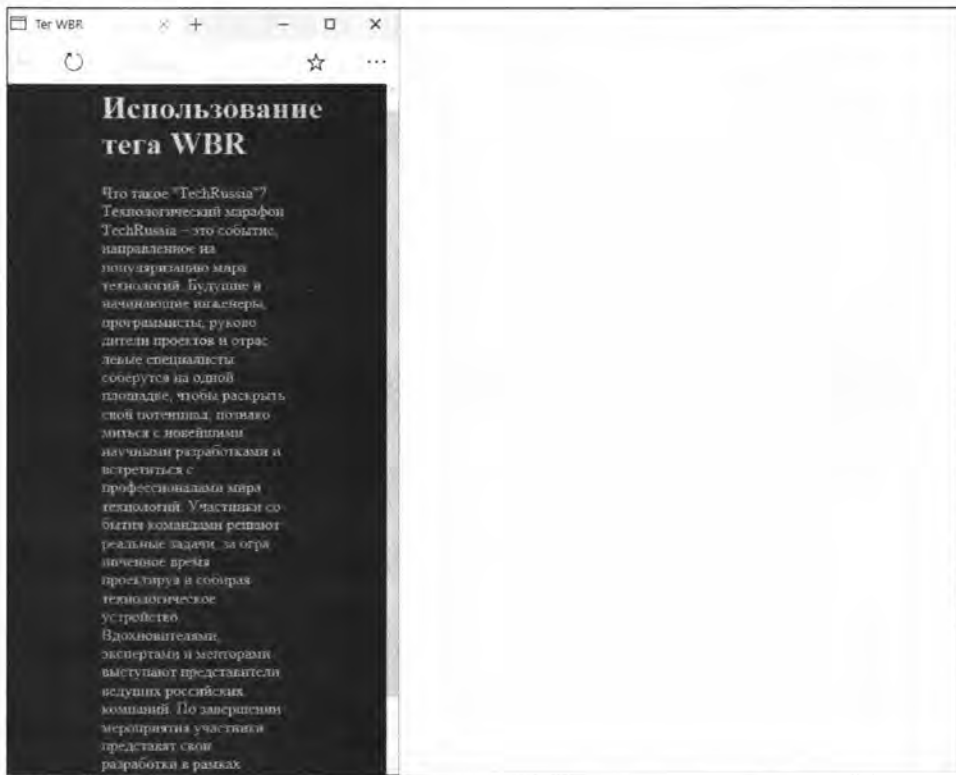 Тег WBR
Использование
тега WBR
Что такое "TechRussia"?
Технологический марафон
TechRussia – это событие,
направленное на
популяризацию мира
технологий. Будущие и
начинающие инженеры,
программисты, руково
дители проектов и отрас
левые специалисты
соберутся на одной
площадке, чтобы раскрыть
свой потенциал, познако
миться с новейшими
научными разработками и
встретиться с
профессионалами мира
технологий. Участники со
бытия командами решают
реальные задачи, за огра
ниченное время
проектируя и собирая
технологическое
устройство.
Вдохновителями,
экспертами и менторами
выступают представители
ведущих российских
компаний. По завершении
мероприятия участники
представят свои
разработки в рамках